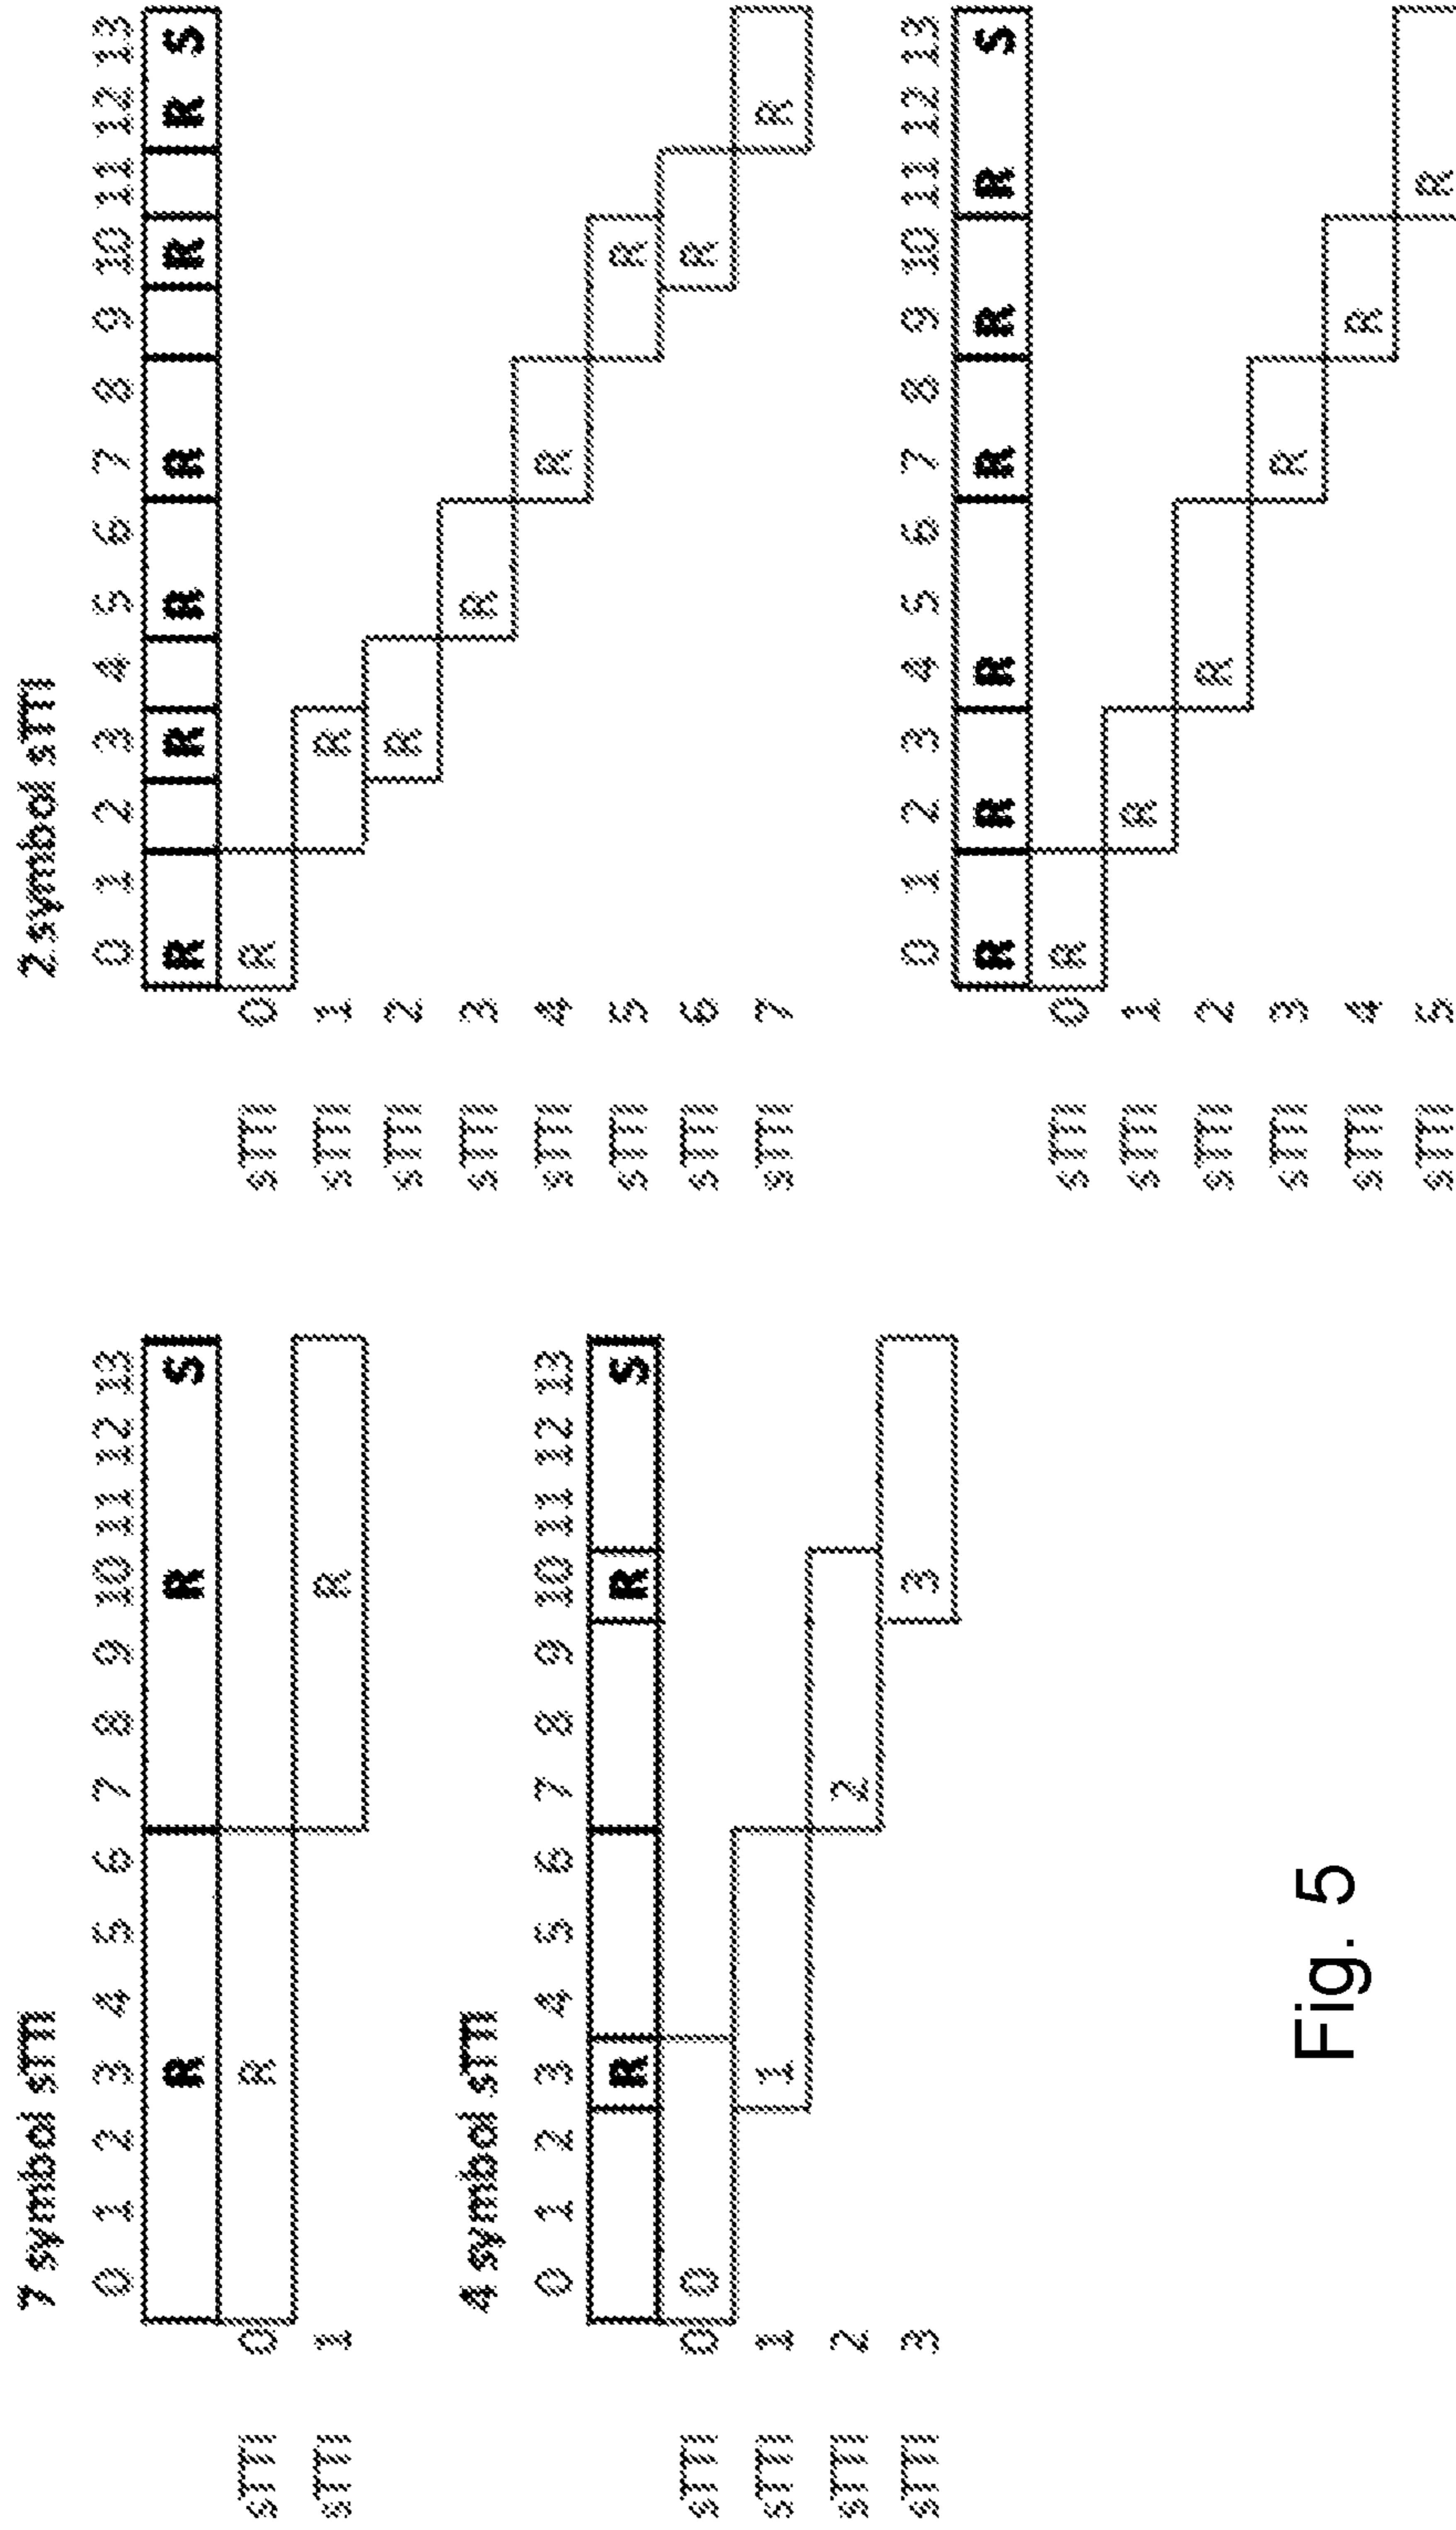 7 symbol sTTI
0 1 2 3 4 5 6 7 8 9 10 11 12 13
R R S
sTTI 0 R
sTTI 1 R
4 symbol sTTI
0 1 2 3 4 5 6 7 8 9 10 11 12 13
R R S
sTTI 0 0
sTTI 1 1
sTTI 2 2
sTTI 3 3
2 symbol sTTI
0 1 2 3 4 5 6 7 8 9 10 11 12 13
R R R R R R S
sTTI 0 R
sTTI 1 R
sTTI 2 R
sTTI 3 R
sTTI 4 R
sTTI 5 R
sTTI 6 R
sTTI 7 R
0 1 2 3 4 5 6 7 8 9 10 11 12 13
R R R R R R S
sTTI 0 R
sTTI 1 R
sTTI 2 R
sTTI 3 R
sTTI 4 R
sTTI 5 R
Fig. 5